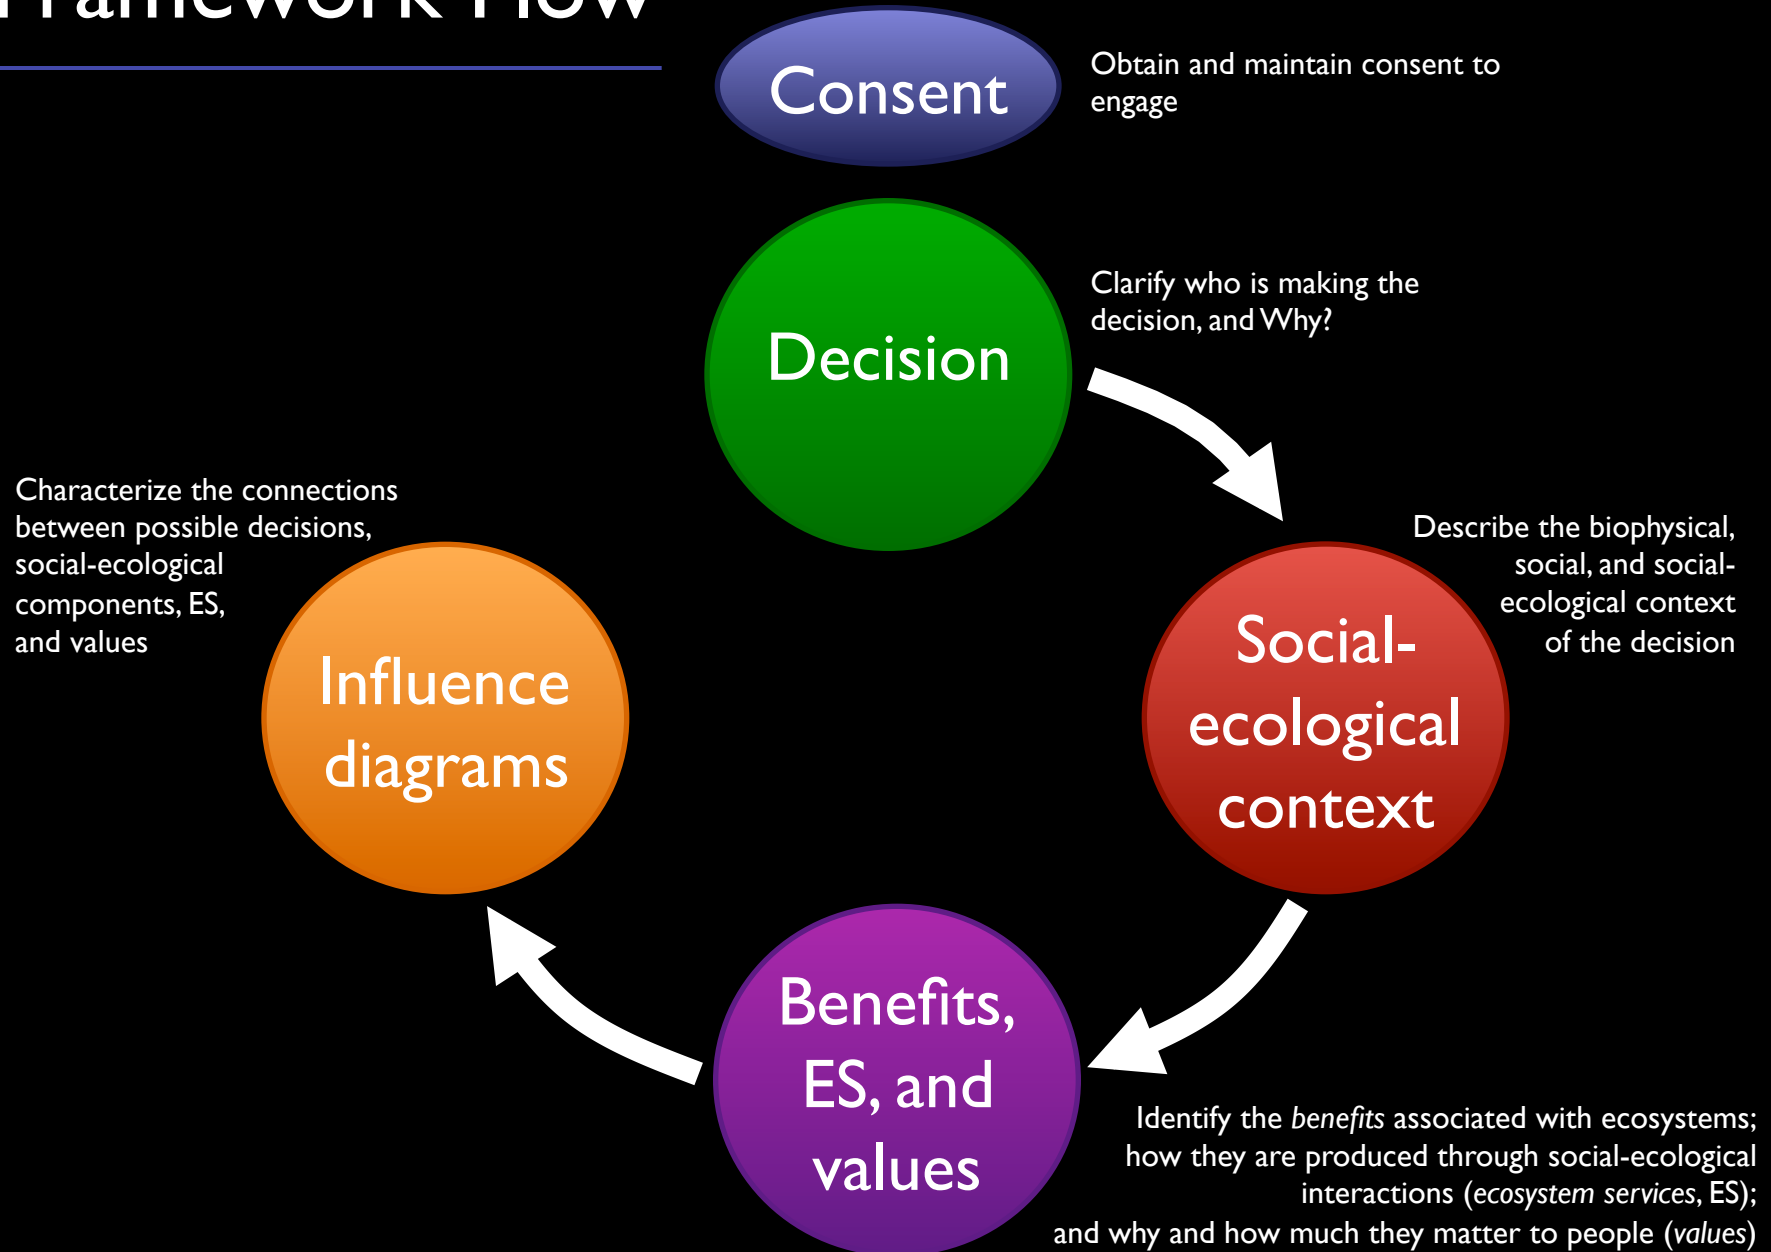 Framework Flow
Consent
Obtain and maintain consent to
engage
Decision
Clarify who is making the
decision, and Why?
Social-
ecological
context
Describe the biophysical,
social, and social-
ecological context
of the decision
Benefits,
ES, and
values
Identify the benefits associated with ecosystems;
how they are produced through social-ecological
interactions (ecosystem services, ES);
and why and how much they matter to people (values)
Influence
diagrams
Characterize the connections
between possible decisions,
social-ecological
components, ES,
and values